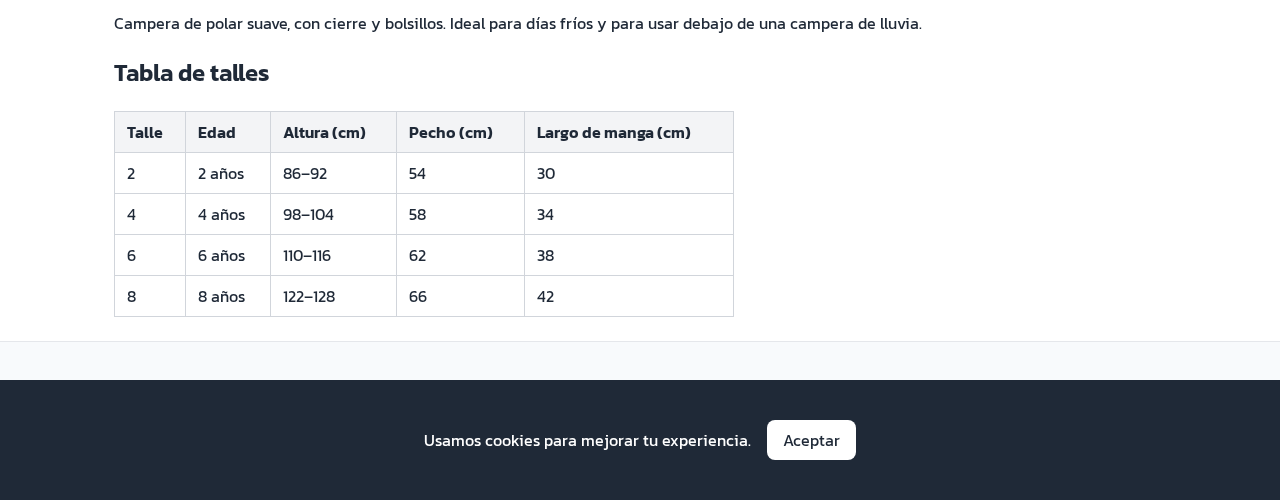 Campera de polar suave, con cierre y bolsillos. Ideal para días fríos y para usar debajo de una campera de lluvia.
Tabla de talles
Talle Edad Altura (cm) Pecho (cm) Largo de manga (cm)
2 2 años 86–92 54 30
4 4 años 98–104 58 34
6 6 años 110–116 62 38
8 8 años 122–128 66 42
Usamos cookies para mejorar tu experiencia. Aceptar